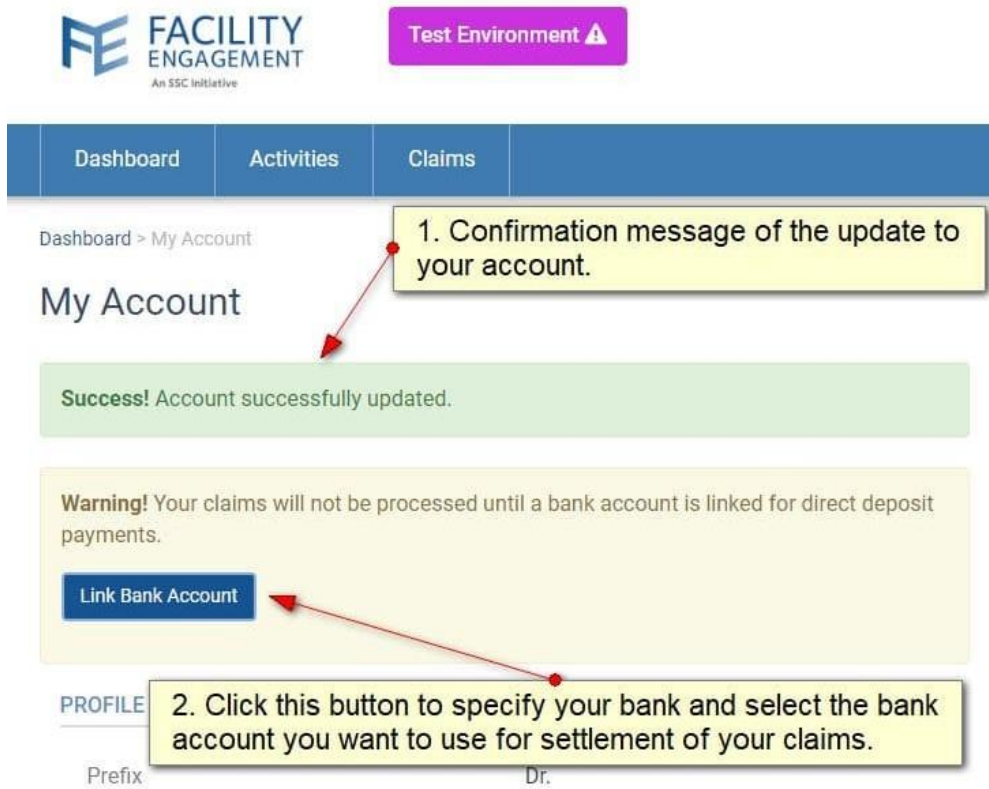 FACILITY
ENGAGEMENT
An SSC Initiative
Test Environment
Dashboard Activities Claims
Dashboard > My Account
1. Confirmation message of the update to
your account.
My Account
Success! Account successfully updated.
Warning! Your claims will not be processed until a bank account is linked for direct deposit
payments.
Link Bank Account
PROFILE
2. Click this button to specify your bank and select the bank
account you want to use for settlement of your claims.
Prefix Dr.